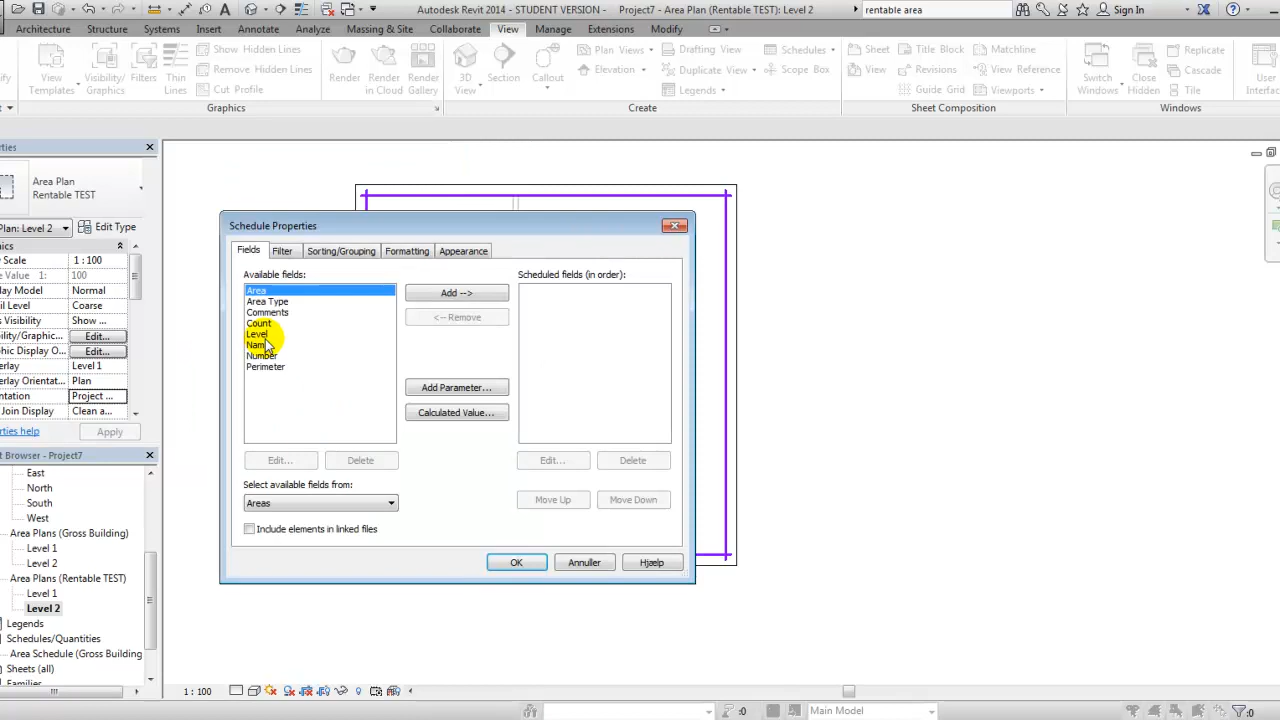 Autodesk Revit 2014 - STUDENT VERSION - Project7 - Area Plan (Rentable TEST): Level 2
rentable area
Sign In
Architecture Structure Systems Insert Annotate Analyze Massing & Site Collaborate View Manage Extensions Modify
View Templates
Visibility/ Graphics
Filters
Thin Lines
Show Hidden Lines
Remove Hidden Lines
Cut Profile
Render
Render in Cloud
Render Gallery
3D View
Section
Callout
Plan Views
Elevation
Drafting View
Duplicate View
Legends
Schedules
Scope Box
Sheet
View
Title Block
Revisions
Guide Grid
Matchline
View Reference
Viewports
Switch Windows
Close Hidden
Replicate
Cascade
Tile
User
Graphics
Create
Sheet Composition
Windows
Area Plan
Rentable TEST
Plan: Level 2
Edit Type
1 : 100
100
Normal
Coarse
Show ...
Edit...
Edit...
Level 1
Plan
Project ...
Join Display Clean a...
Apply
Browser - Project7
East
North
South
West
Area Plans (Gross Building)
Level 1
Level 2
Area Plans (Rentable TEST)
Level 1
Level 2
Legends
Schedules/Quantities
Area Schedule (Gross Building
Sheets (all)
Families
Schedule Properties
Fields Filter Sorting/Grouping Formatting Appearance
Available fields:
Area
Area Type
Comments
Count
Level
Number
Perimeter
Add -->
<-- Remove
Add Parameter...
Calculated Value...
Scheduled fields (in order):
Edit... Delete
Edit... Delete
Select available fields from:
Areas
Move Up Move Down
Include elements in linked files
OK Annuller Hjælp
1 : 100
:0
Main Model
:0